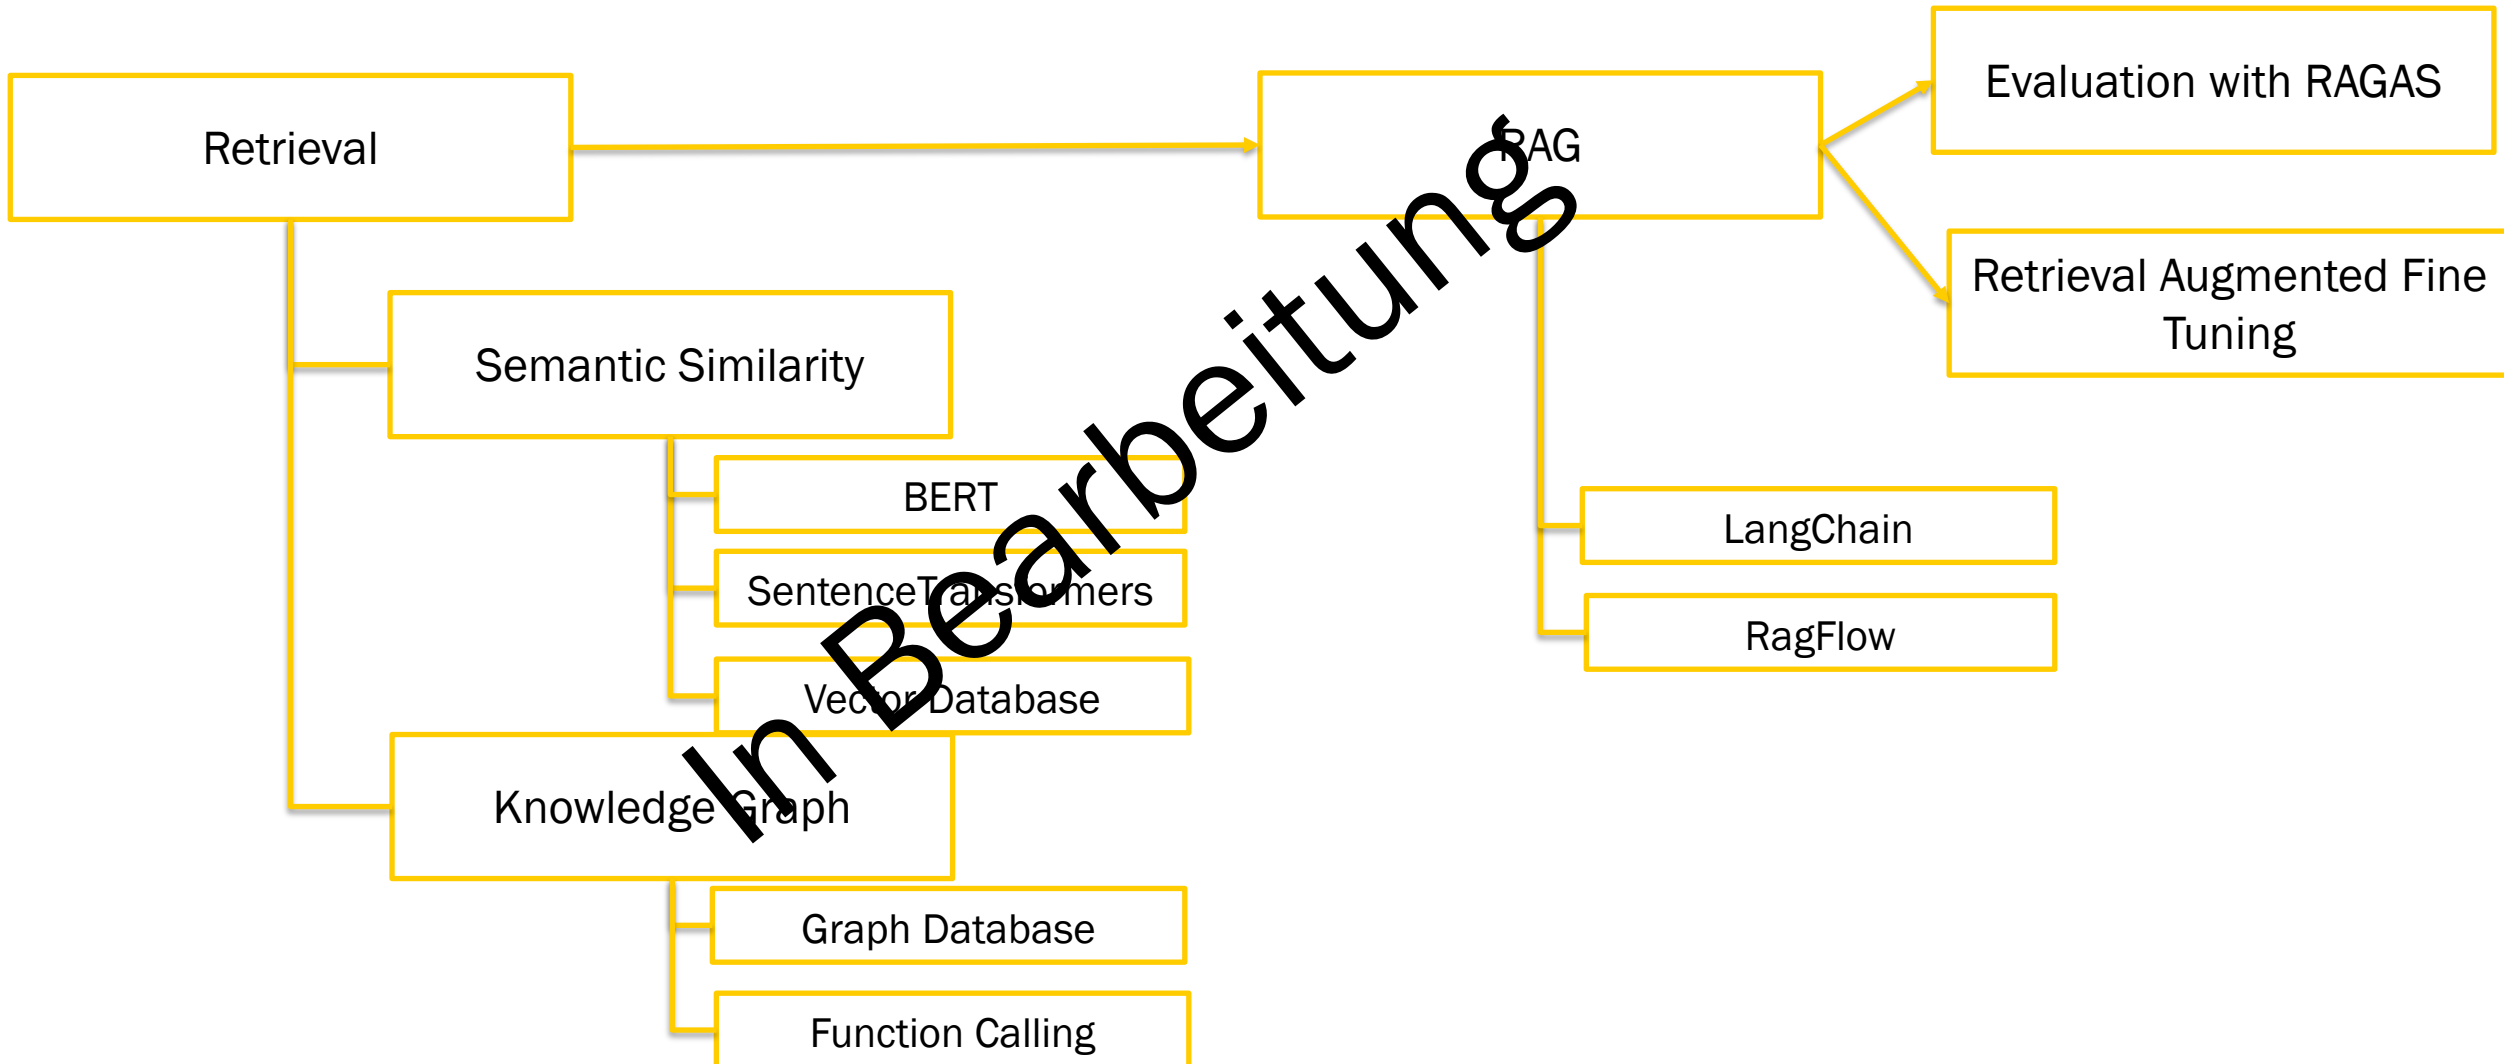 Retrieval
RAG
Evaluation with RAGAS
Retrieval Augmented Fine
Tuning
Semantic Similarity
BERT
SentenceTransformers
Vector Database
Knowledge Graph
Graph Database
Function Calling
LangChain
RagFlow
In Bearbeitung